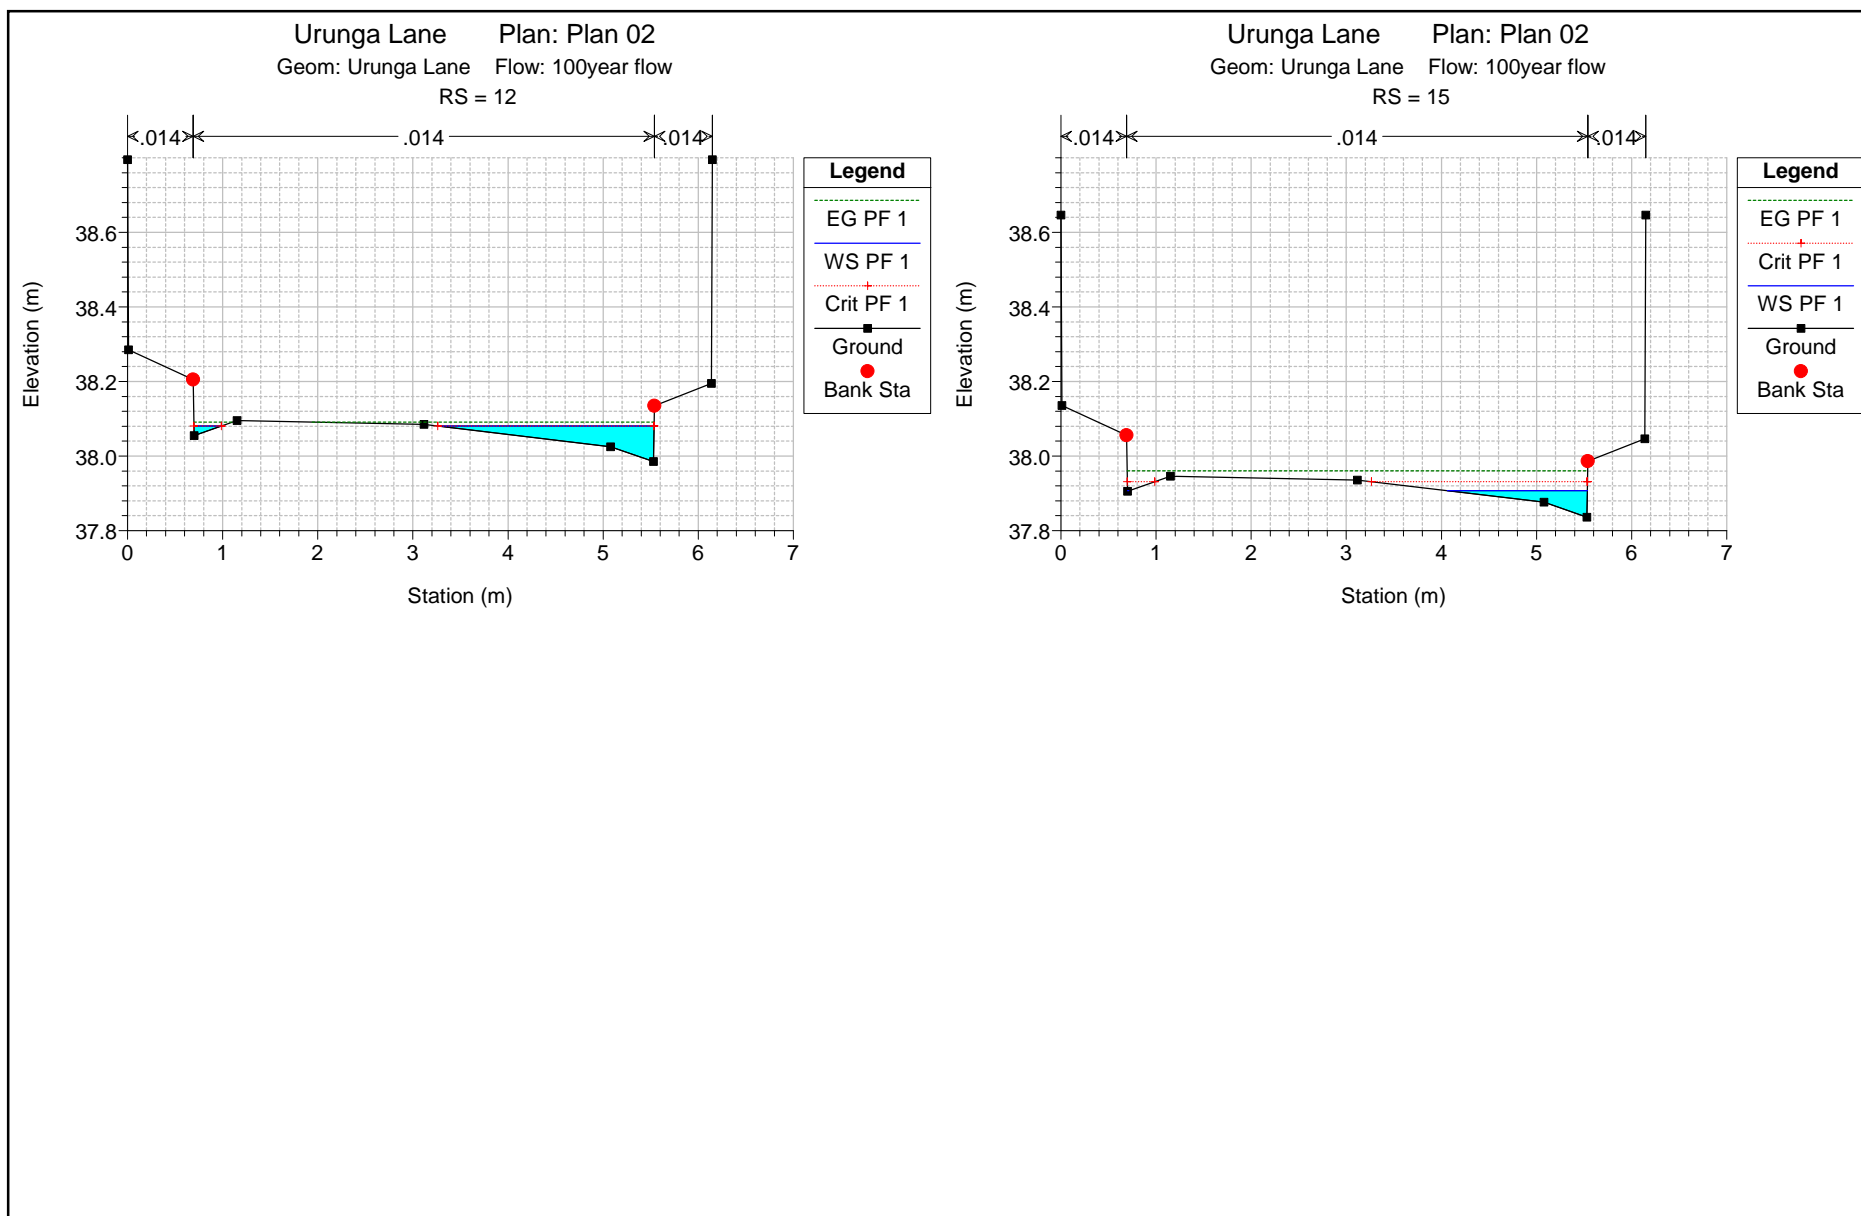 Urunga Lane Plan: Plan 02
Geom: Urunga Lane Flow: 100year flow
RS = 12
.014 .014 .014
Legend
EG PF 1
WS PF 1
Crit PF 1
Ground
Bank Sta
38.6
38.4
38.2
38.0
37.8
Elevation (m)
0 1 2 3 4 5 6 7
Station (m)
Urunga Lane Plan: Plan 02
Geom: Urunga Lane Flow: 100year flow
RS = 15
.014 .014 .014
Legend
EG PF 1
Crit PF 1
WS PF 1
Ground
Bank Sta
38.6
38.4
38.2
38.0
37.8
Elevation (m)
0 1 2 3 4 5 6 7
Station (m)